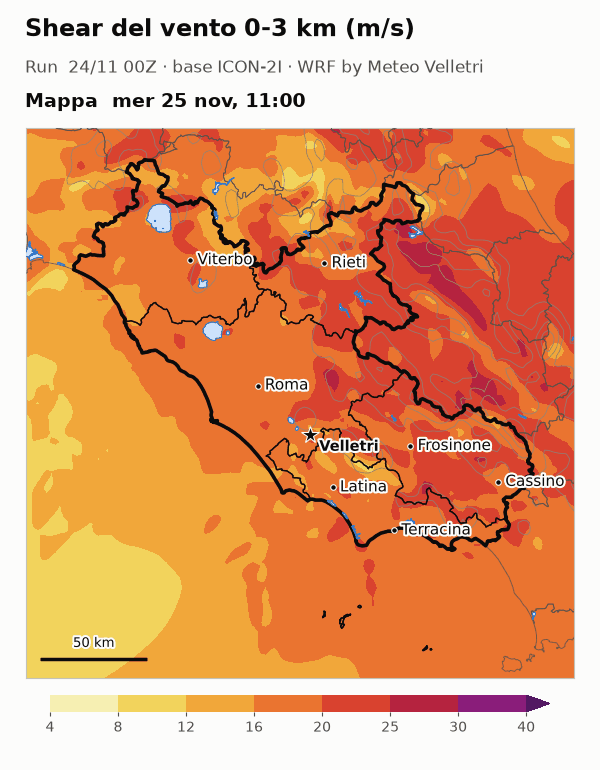 Shear del vento 0-3 km (m/s)
Run  24/11 00Z · base ICON-2I · WRF by Meteo Velletri
Mappa  mer 25 nov, 11:00
Viterbo
Rieti
Roma
Velletri
Frosinone
Cassino
Latina
Terracina
50 km
4 8 12 16 20 25 30 40